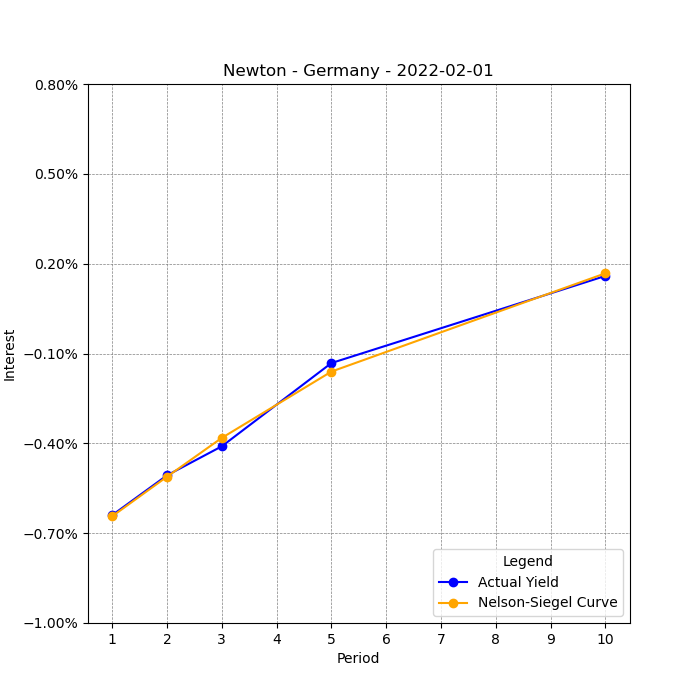 Newton - Germany - 2022-02-01
0.80%
0.50%
0.20%
−0.10%
−0.40%
−0.70%
−1.00%
Interest
1 2 3 4 5 6 7 8 9 10
Period
Legend
Actual Yield
Nelson-Siegel Curve